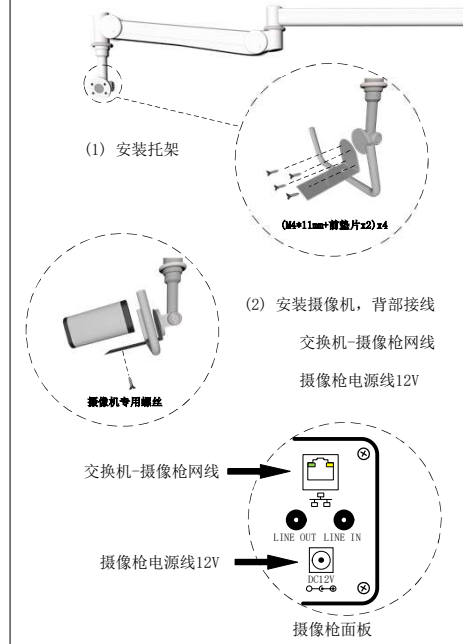 (1) 安装托架
(M4*11mm+前垫片x2)x4
(2) 安装摄像机，背部接线
交换机-摄像枪网线
摄像枪电源线12V
摄像机专用螺丝
交换机-摄像枪网线
LINE OUT LINE IN
摄像枪电源线12V
DC12V
摄像枪面板